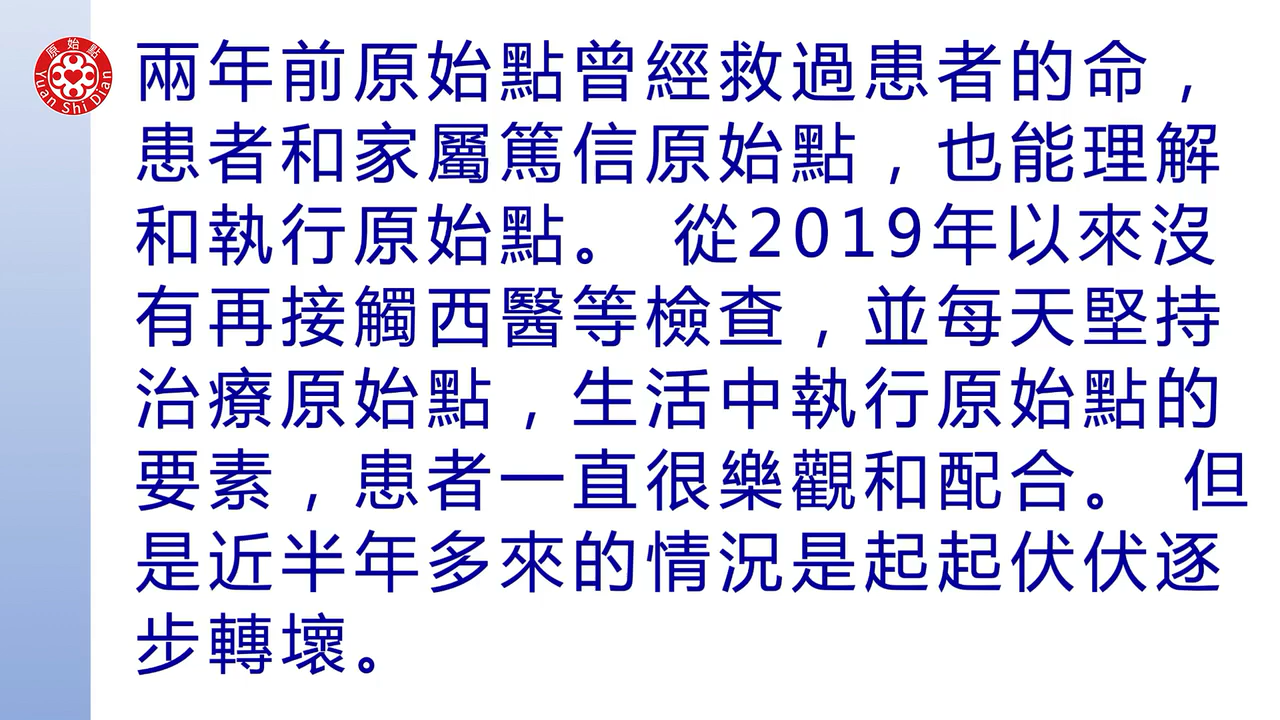 原始點
Yuan Shi Dian
兩年前原始點曾經救過患者的命，
患者和家屬篤信原始點，也能理解
和執行原始點。 從2019年以來沒
有再接觸西醫等檢查，並每天堅持
治療原始點，生活中執行原始點的
要素，患者一直很樂觀和配合。 但
是近半年多來的情況是起起伏伏逐
步轉壞。